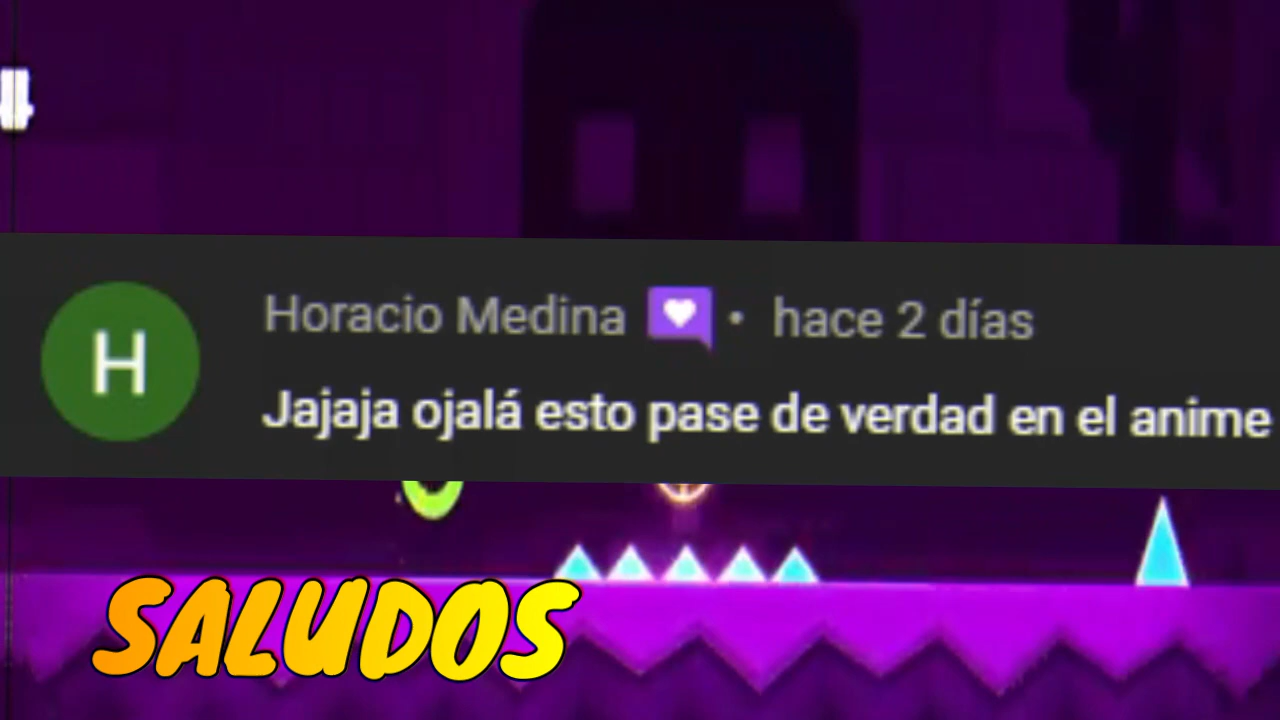 H
Horacio Medina • hace 2 días
Jajaja ojalá esto pase de verdad en el anime
SALUDOS